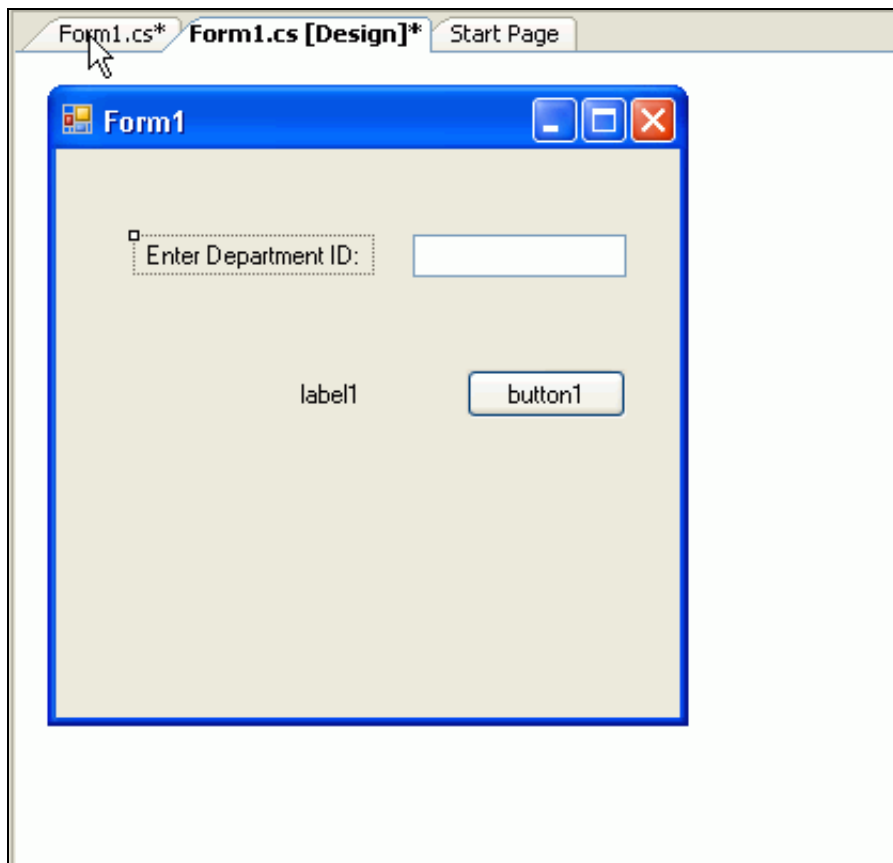 Form1.cs* Form1.cs [Design]* Start Page
Form1
Enter Department ID:
label1 button1